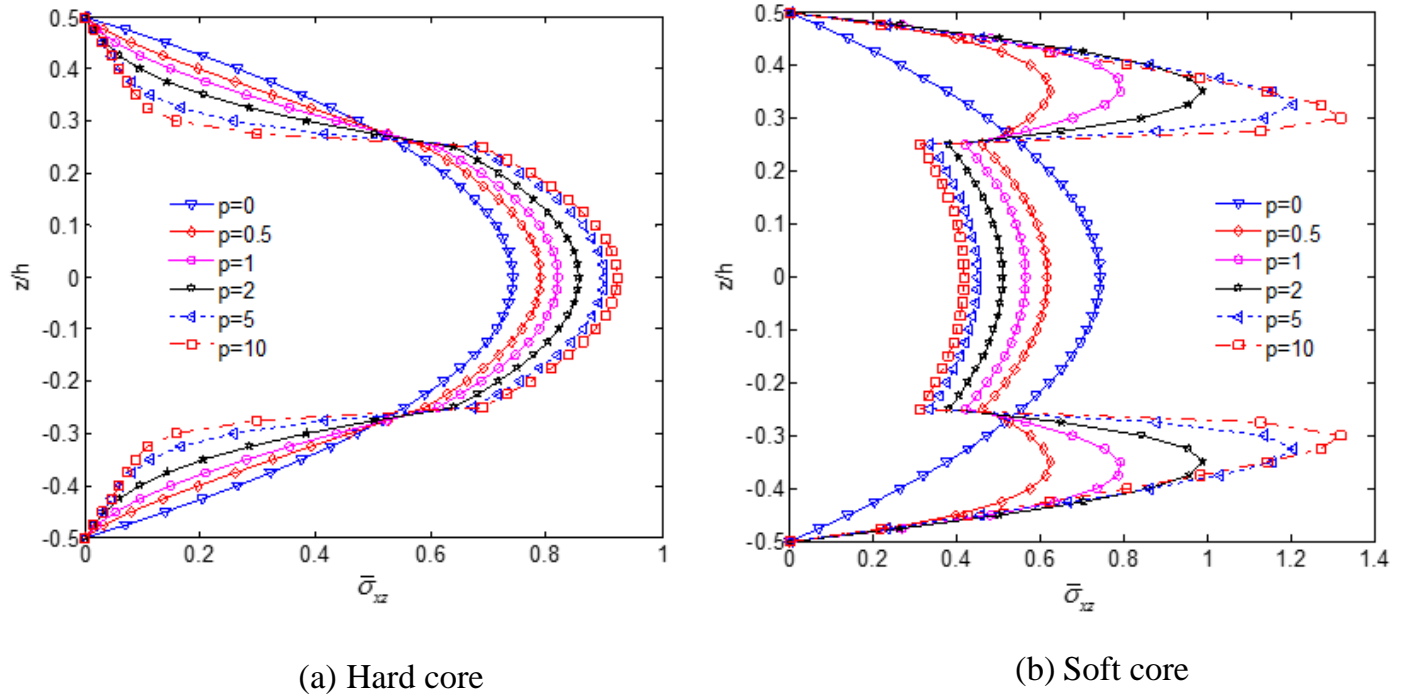 0.5
0.4
0.3
0.2
0.1
0
-0.1
-0.2
-0.3
-0.4
-0.5
z/h
p=0
p=0.5
p=1
p=2
p=5
p=10
0 0.2 0.4 0.6 0.8 1
σ̅xz
(a) Hard core
0.5
0.4
0.3
0.2
0.1
0
-0.1
-0.2
-0.3
-0.4
-0.5
z/h
p=0
p=0.5
p=1
p=2
p=5
p=10
0 0.2 0.4 0.6 0.8 1 1.2 1.4
σ̅xz
(b) Soft core